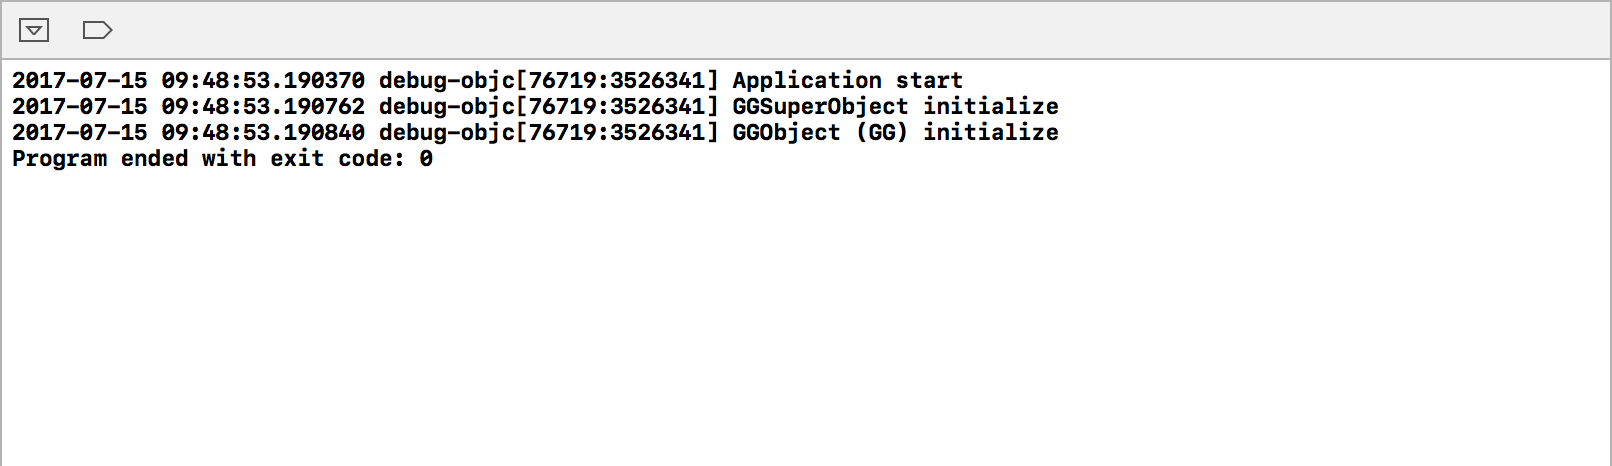 2017-07-15 09:48:53.190370 debug-objc[76719:3526341] Application start
2017-07-15 09:48:53.190762 debug-objc[76719:3526341] GGSuperObject initialize
2017-07-15 09:48:53.190840 debug-objc[76719:3526341] GGObject (GG) initialize
Program ended with exit code: 0